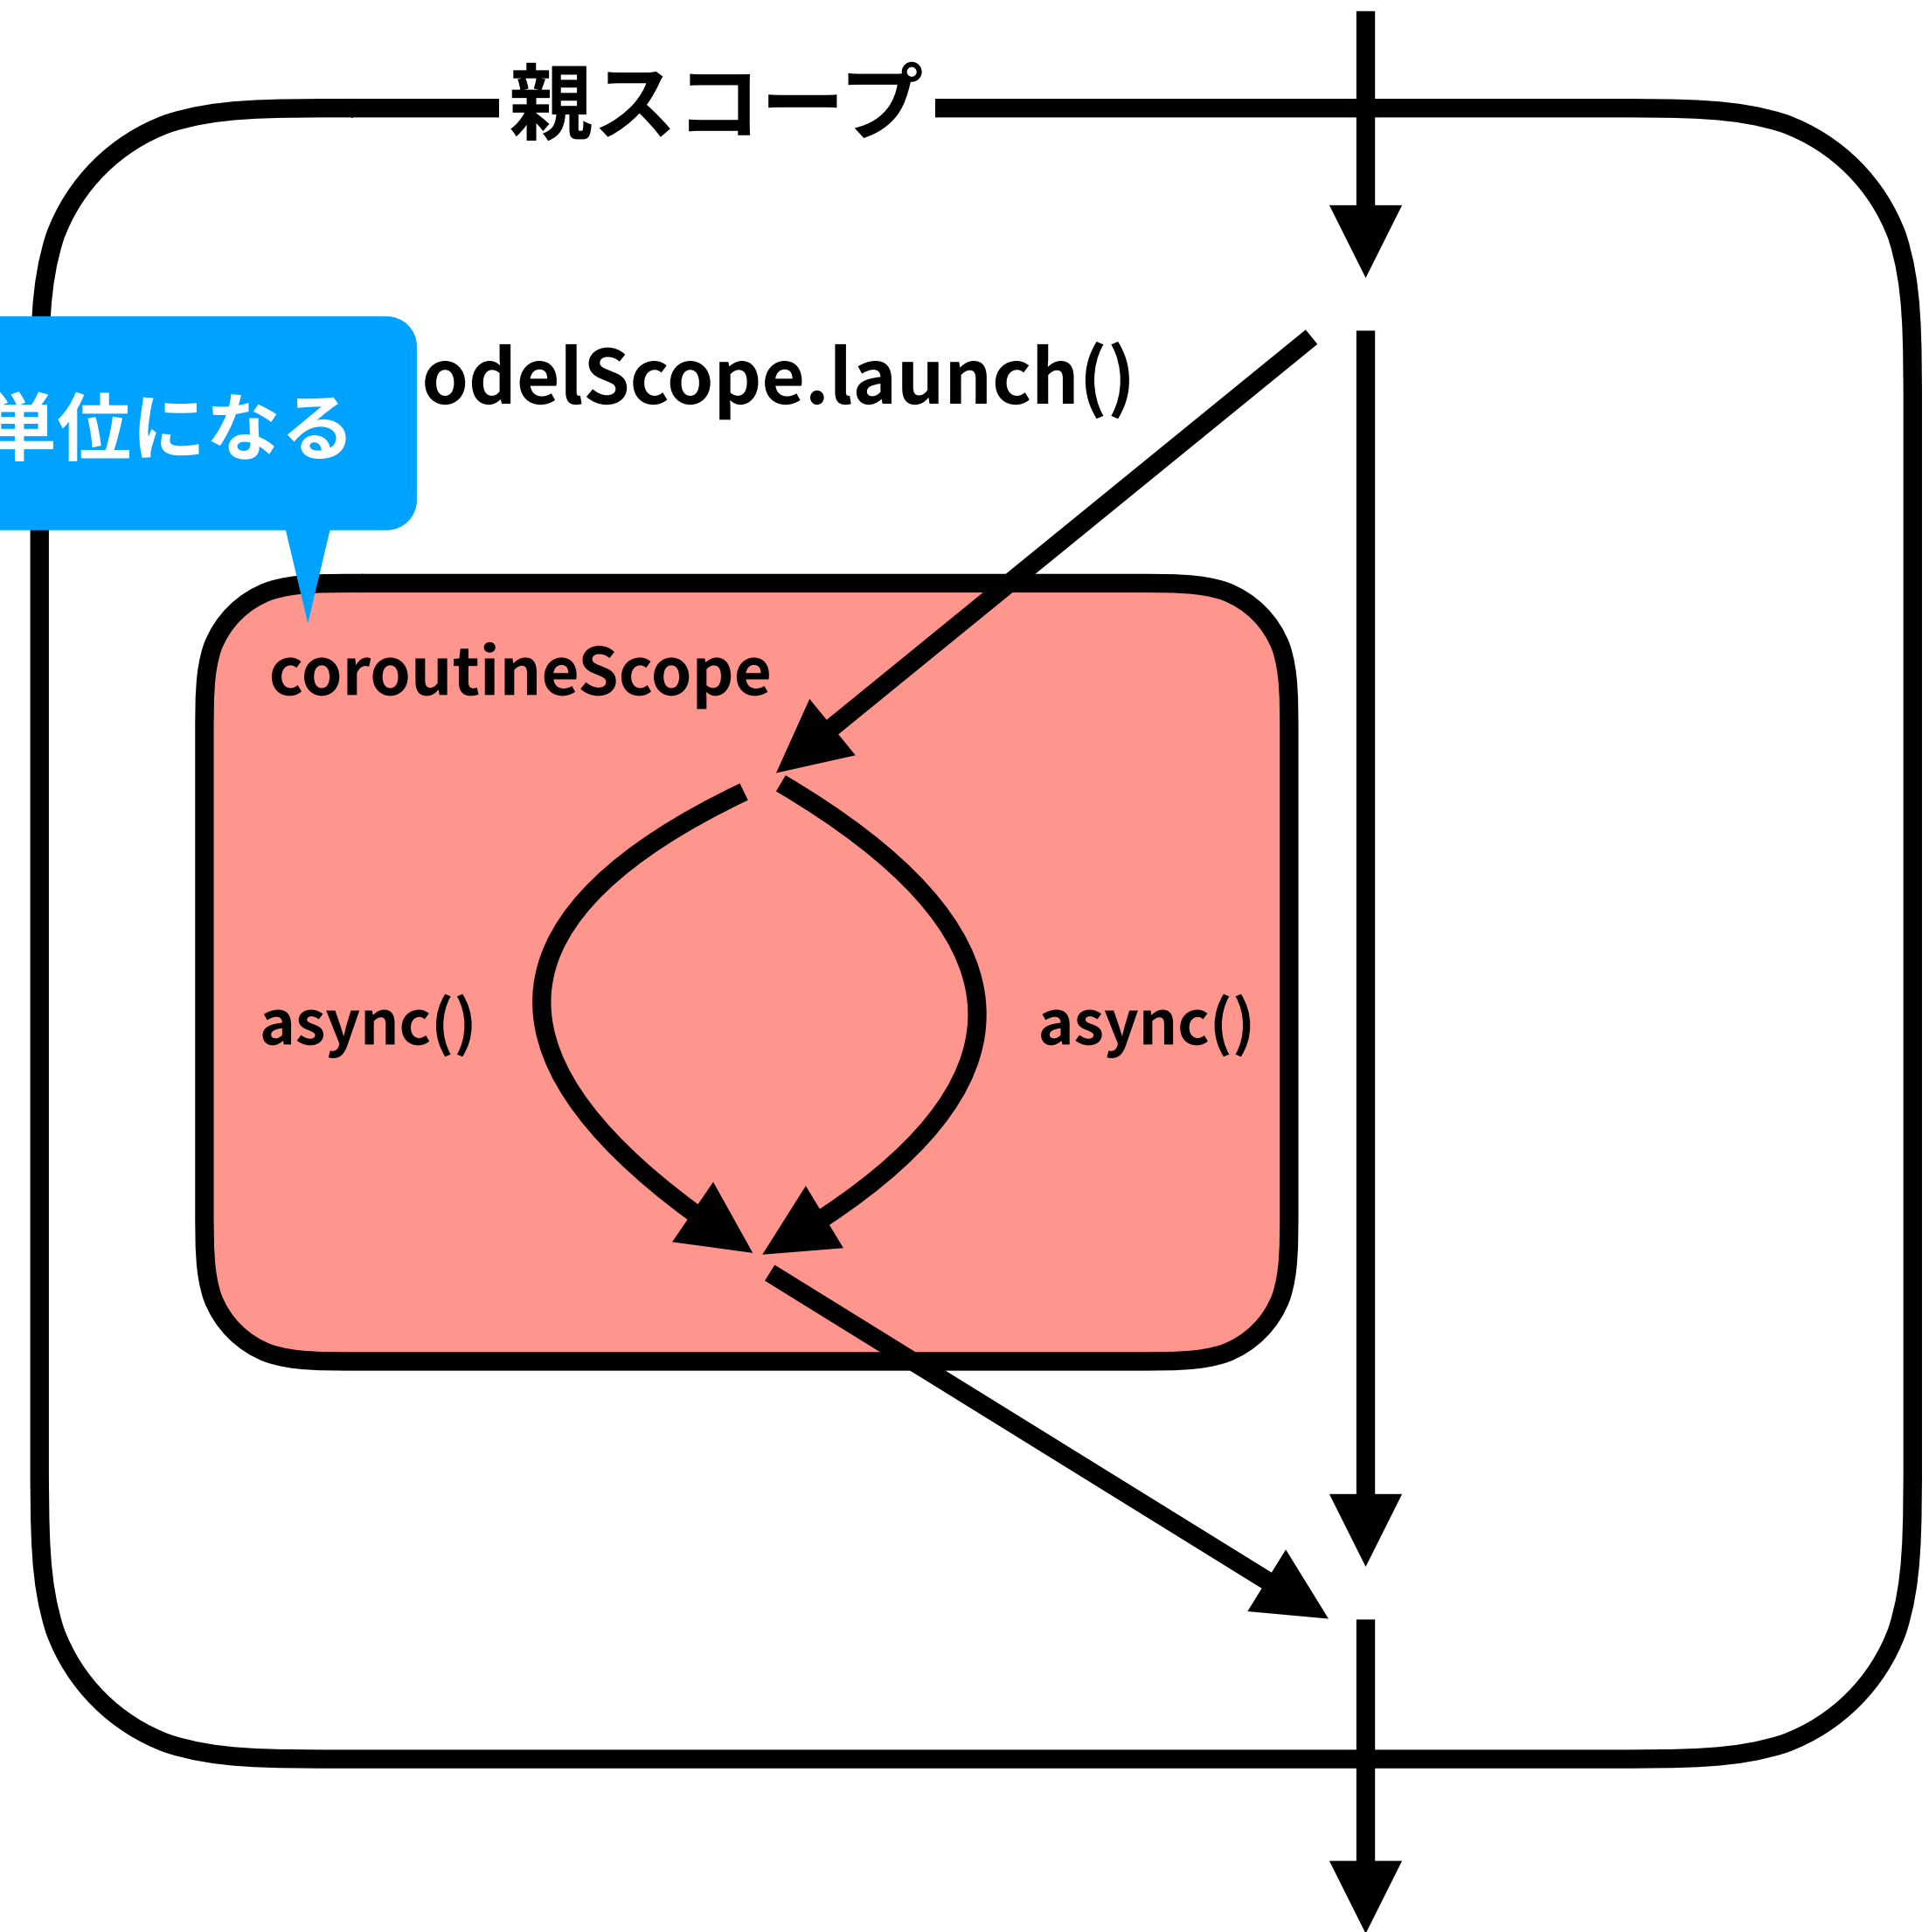 親スコープ
odelScope.launch()
単位になる
coroutineScope
async()
async()